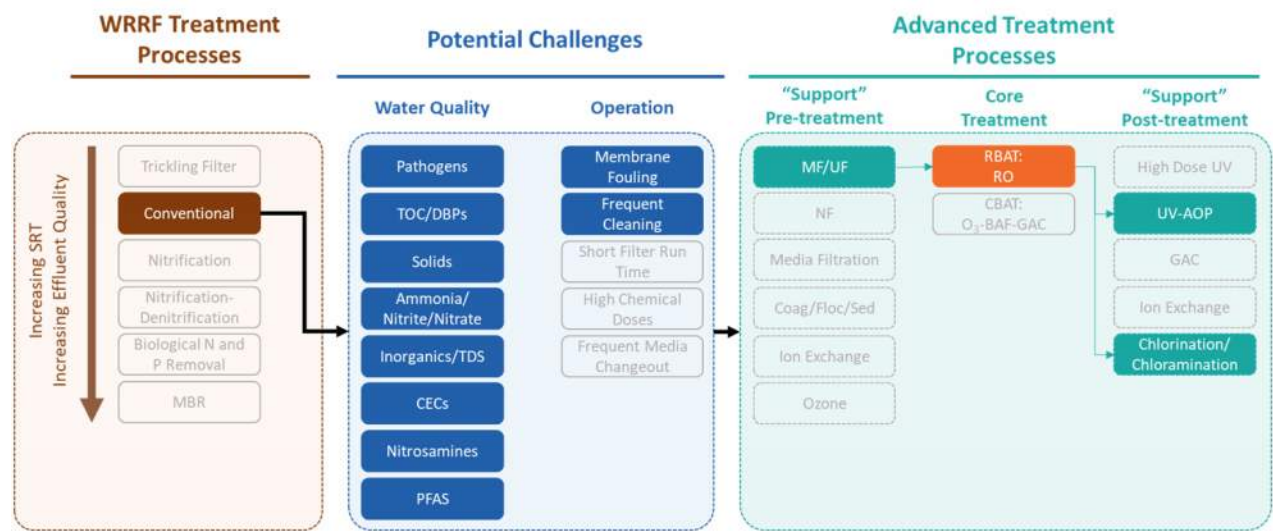 WRRF Treatment
Processes
Potential Challenges
Advanced Treatment
Processes
Water Quality
Operation
"Support"
Pre-treatment
Core
Treatment
"Support"
Post-treatment
Increasing SRT
Increasing Effluent Quality
Trickling Filter
Conventional
Nitrification
Nitrification-
Denitrification
Biological N and
P Removal
MBR
Pathogens
TOC/DBPs
Solids
Ammonia/
Nitrite/Nitrate
Inorganics/TDS
CECs
Nitrosamines
PFAS
Membrane
Fouling
Frequent
Cleaning
Short Filter Run
Time
High Chemical
Doses
Frequent Media
Changeout
MF/UF
NF
Media Filtration
Coag/Floc/Sed
Ion Exchange
Ozone
RBAT:
RO
CBAT:
O₃-BAF-GAC
High Dose UV
UV-AOP
GAC
Ion Exchange
Chlorination/
Chloramination